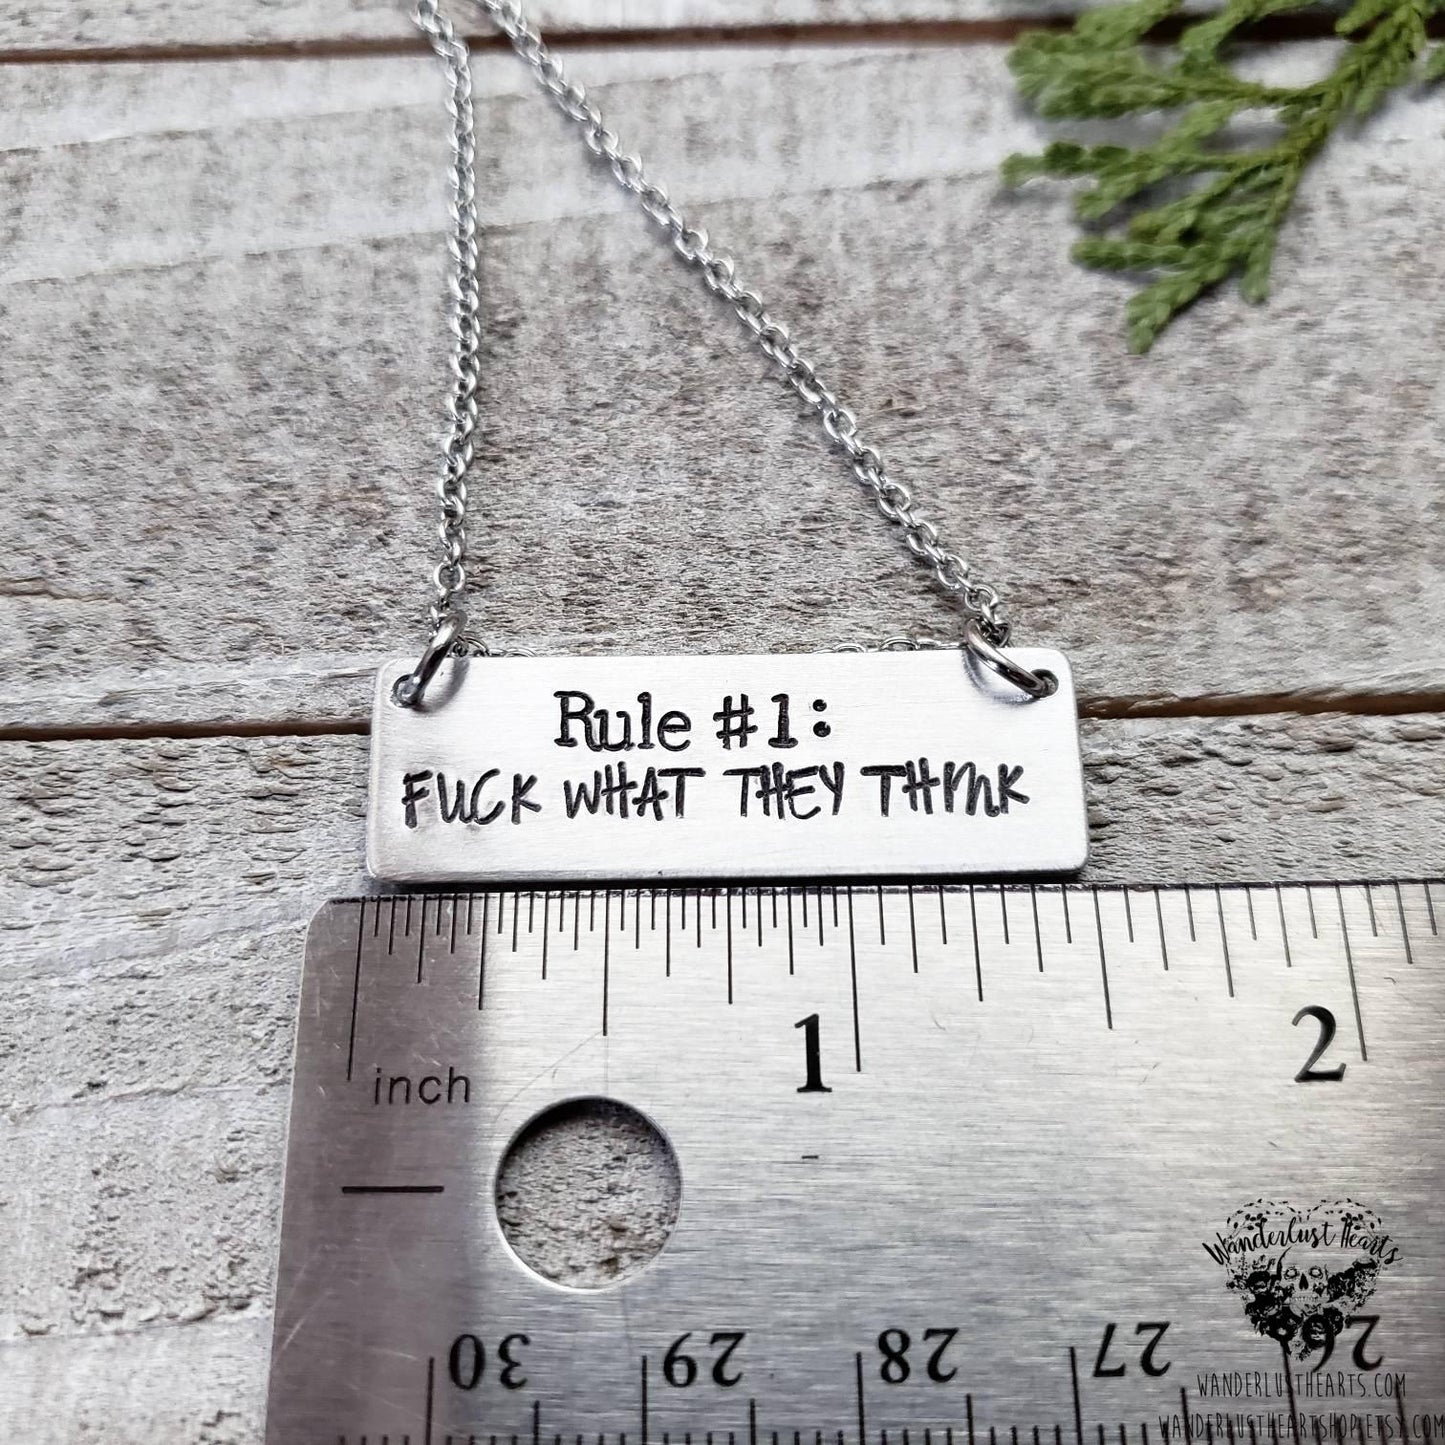 Rule #1:
FUCK WHAT THEY THINK
1
2
inch
30
29
28
27
26
Wanderlust Hearts
WANDERLUSTHEARTS.COM
WANDERLUSTHEARTSHOP.ETSY.COM